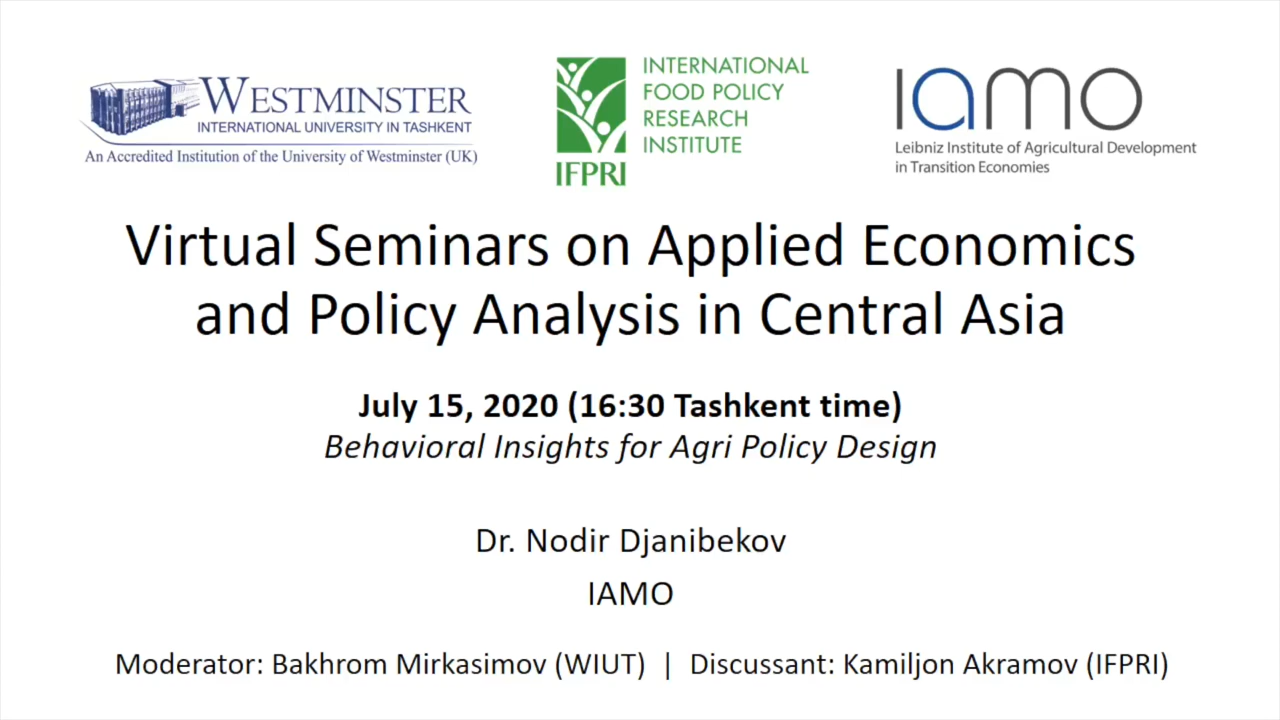 WESTMINSTER
INTERNATIONAL UNIVERSITY IN TASHKENT
An Accredited Institution of the University of Westminster (UK)
IFPRI
INTERNATIONAL
FOOD POLICY
RESEARCH
INSTITUTE
iamo
Leibniz Institute of Agricultural Development
in Transition Economies
Virtual Seminars on Applied Economics
and Policy Analysis in Central Asia
July 15, 2020 (16:30 Tashkent time)
Behavioral Insights for Agri Policy Design
Dr. Nodir Djanibekov
IAMO
Moderator: Bakhrom Mirkasimov (WIUT) | Discussant: Kamiljon Akramov (IFPRI)